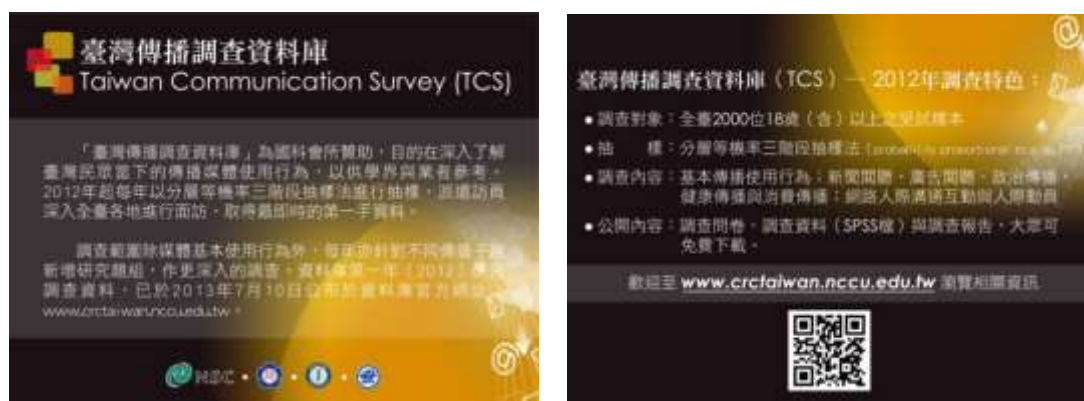 臺灣傳播調查資料庫
Taiwan Communication Survey (TCS)
「臺灣傳播調查資料庫」為國科會所贊助，目的在深入了解
臺灣民眾當下的傳播媒體使用行為，以供學界與業者參考。
2012年起每年以分層等機率三階段抽樣法進行抽樣，派遣訪員
深入全臺各地進行面訪，取得最即時的第一手資料。
調查範圍除媒體基本使用行為外，每年亦針對不同傳播子題
新增研究題組，作更深入的調查。資料庫第一年（2012）
調查資料，已於2013年7月10日公布於資料庫官方網站
www.crctaiwan.nccu.edu.tw。
NSC
臺灣傳播調查資料庫（TCS）— 2012年調查特色：
●調查對象：全臺2000位18歲（含）以上之受試樣本
●抽　　樣：分層等機率三階段抽樣法
●調查內容：基本傳播使用行為；新聞閱聽、廣告閱聽、政治傳播、
健康傳播與消費傳播；網路人際溝通互動與人際動員
●公開內容：調查問卷、調查資料（SPSS檔）與調查報告，大眾可
免費下載。
歡迎至 www.crctaiwan.nccu.edu.tw 瀏覽相關資訊